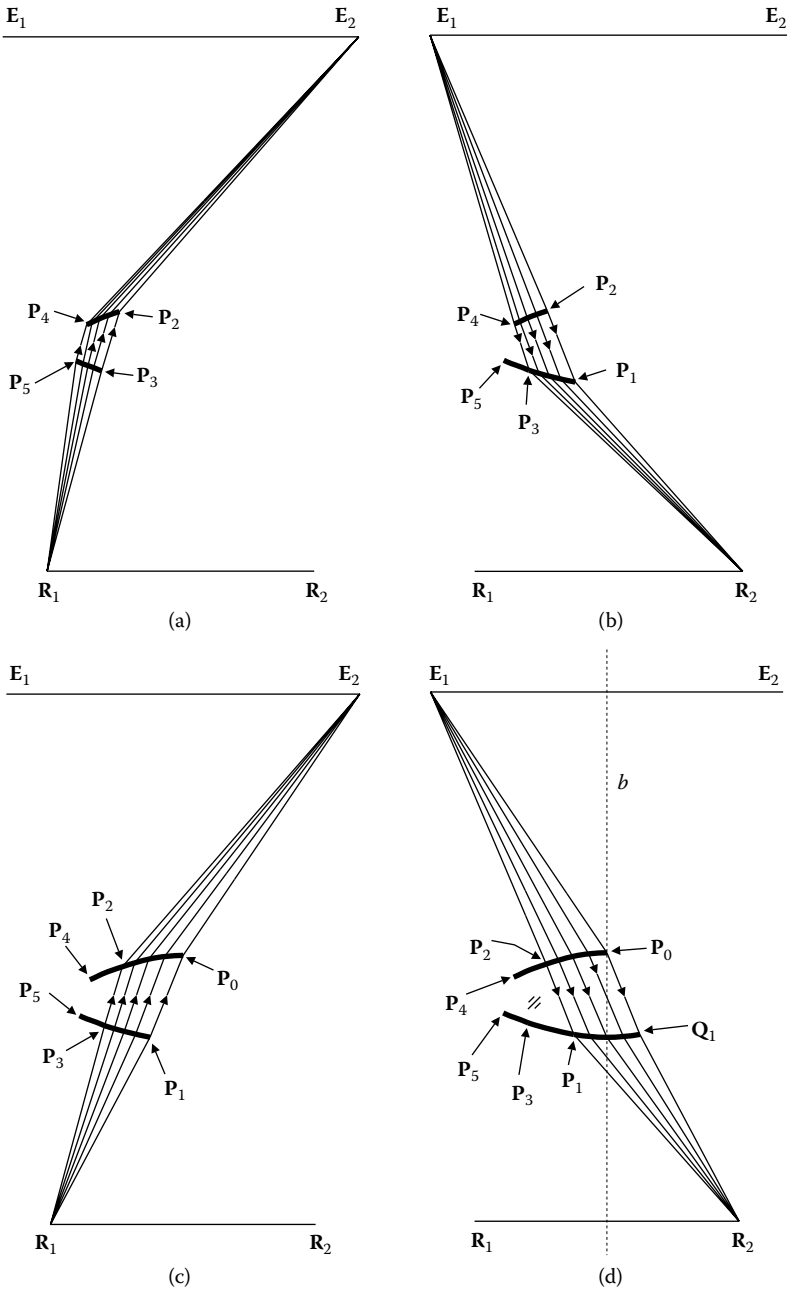 E1 E2
P4 P2
P5 P3
R1 R2
(a)
E1 E2
P2
P4
P1
P5
P3
R1 R2
(b)
E1 E2
P2
P4
P0
P5
P3
P1
R1 R2
(c)
E1 E2
b
P2 P0
P4
Q1
P5 P1
P3
R1 R2
(d)